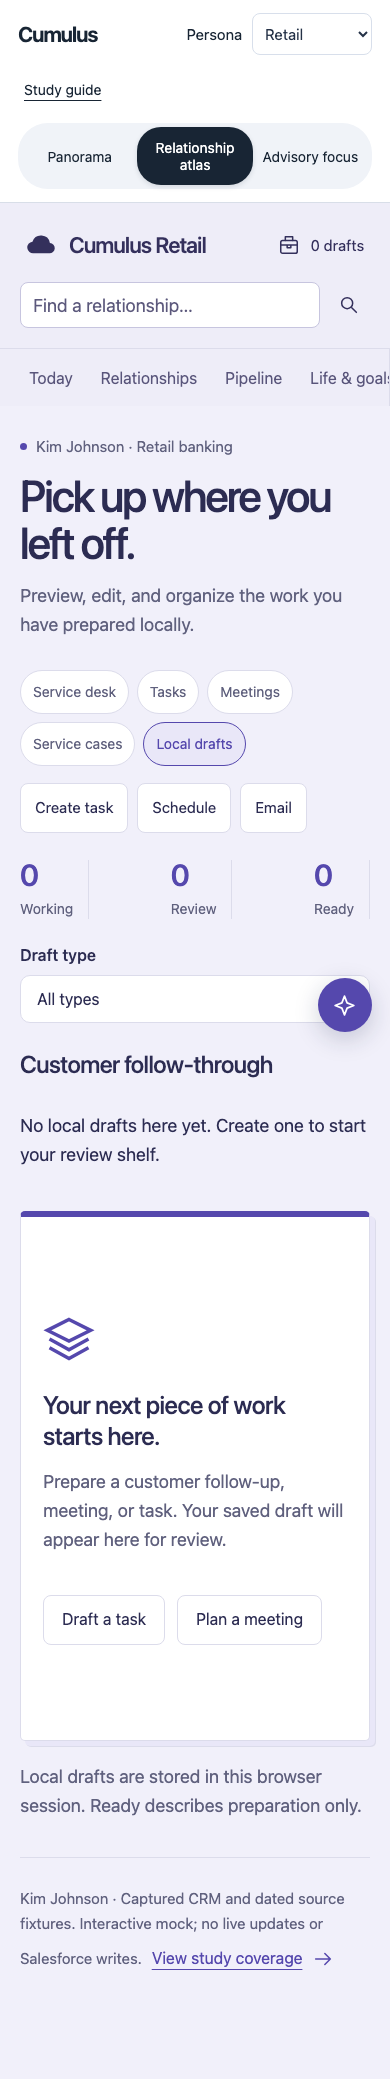 Cumulus
Persona
Retail
Study guide
Panorama
Relationship
atlas
Advisory focus
Cumulus Retail
0 drafts
Find a relationship...
Today
Relationships
Pipeline
Life & goals
Kim Johnson · Retail banking
Pick up where you
left off.
Preview, edit, and organize the work you
have prepared locally.
Service desk
Tasks
Meetings
Service cases
Local drafts
Create task
Schedule
Email
0
Working
0
Review
0
Ready
Draft type
All types
Customer follow-through
No local drafts here yet. Create one to start
your review shelf.
Your next piece of work
starts here.
Prepare a customer follow-up,
meeting, or task. Your saved draft will
appear here for review.
Draft a task
Plan a meeting
Local drafts are stored in this browser
session. Ready describes preparation only.
Kim Johnson · Captured CRM and dated source
fixtures. Interactive mock; no live updates or
Salesforce writes. View study coverage